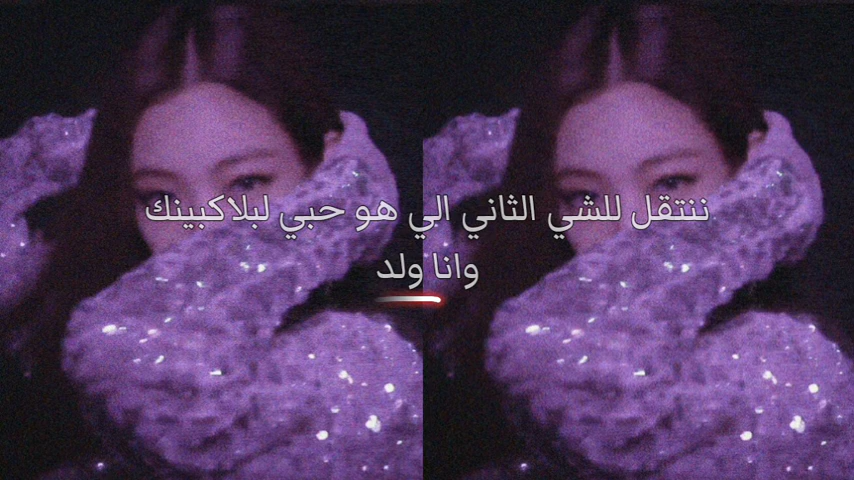 ننتقل للشي الثاني الي هو حبي لبلاكبينك
وانا ولد